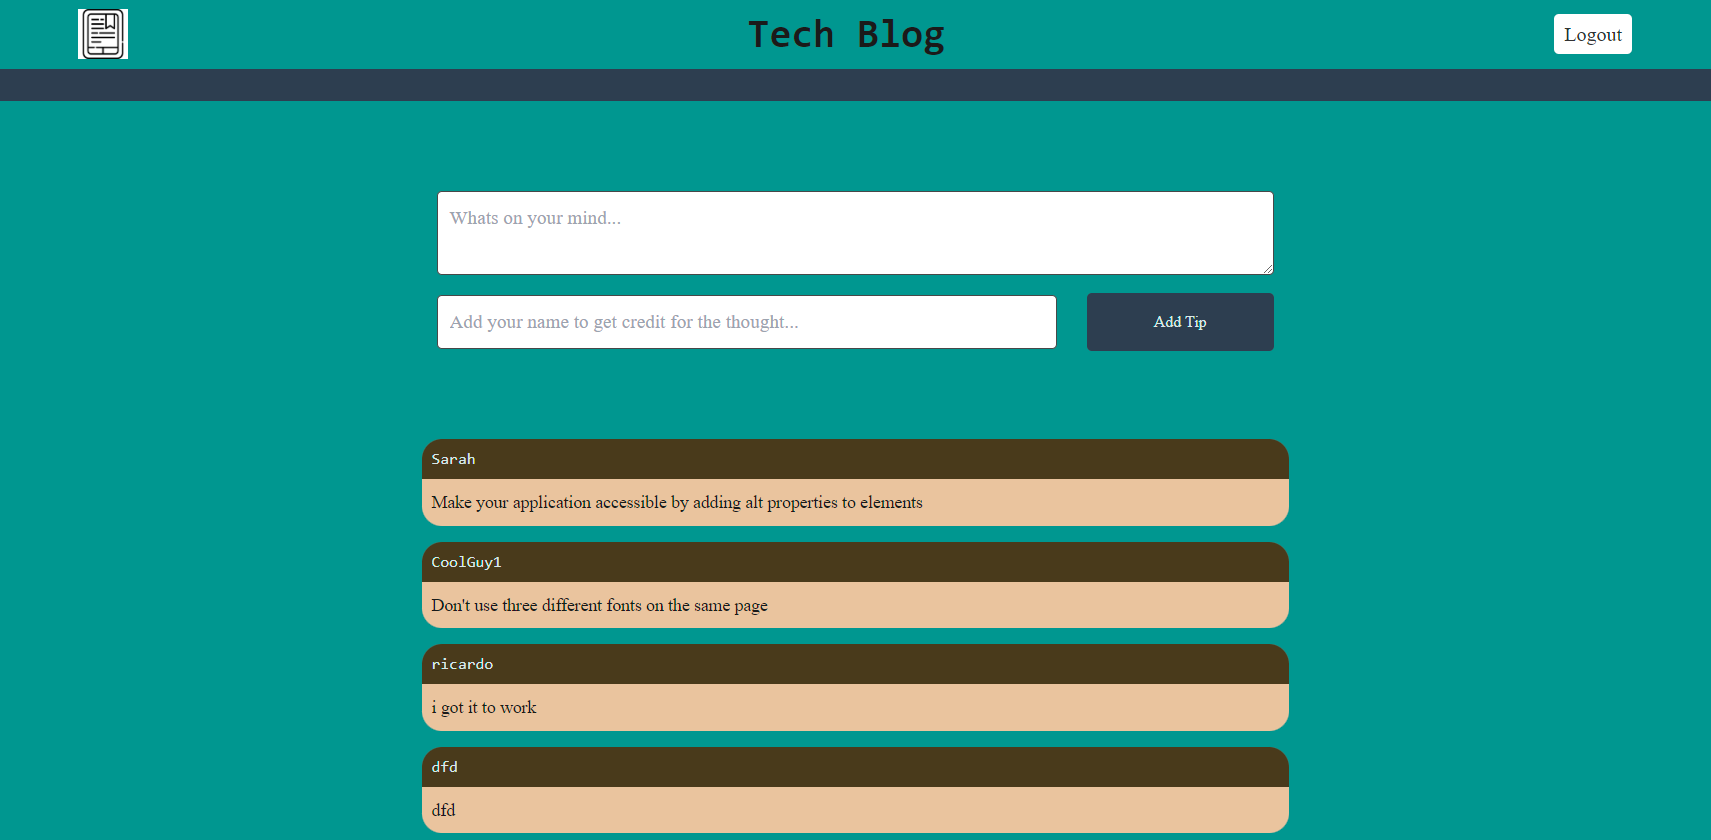 Tech Blog
Logout
Whats on your mind...
Add your name to get credit for the thought...
Add Tip
Sarah
Make your application accessible by adding alt properties to elements
CoolGuy1
Don't use three different fonts on the same page
ricardo
i got it to work
dfd
dfd